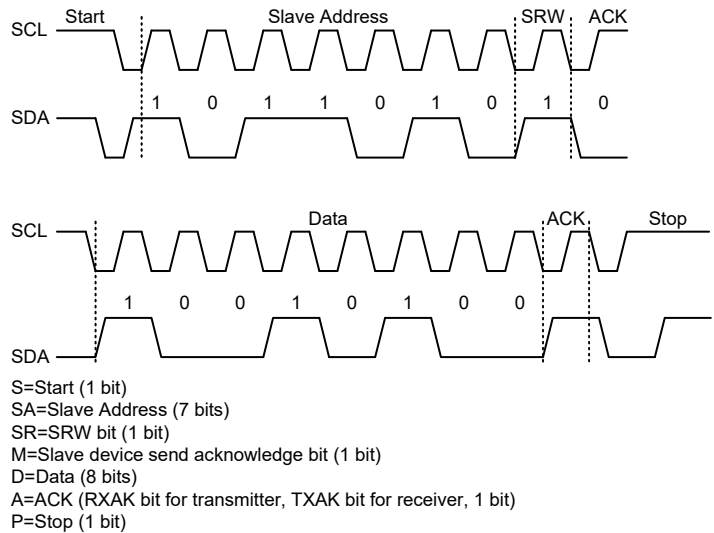 Start Slave Address SRW ACK
SCL
1 0 1 1 0 1 0 1 0
SDA
Data ACK Stop
SCL
1 0 0 1 0 1 0 0
SDA
S=Start (1 bit)
SA=Slave Address (7 bits)
SR=SRW bit (1 bit)
M=Slave device send acknowledge bit (1 bit)
D=Data (8 bits)
A=ACK (RXAK bit for transmitter, TXAK bit for receiver, 1 bit)
P=Stop (1 bit)